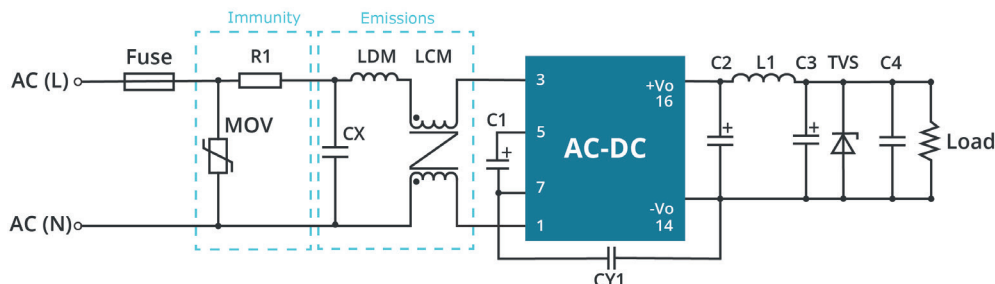 Immunity
Emissions
Fuse
R1
LDM
LCM
C2
L1
C3
TVS
C4
AC (L)
3
+Vo
16
MOV
CX
C1
5
AC-DC
Load
7
AC (N)
1
-Vo
14
CY1